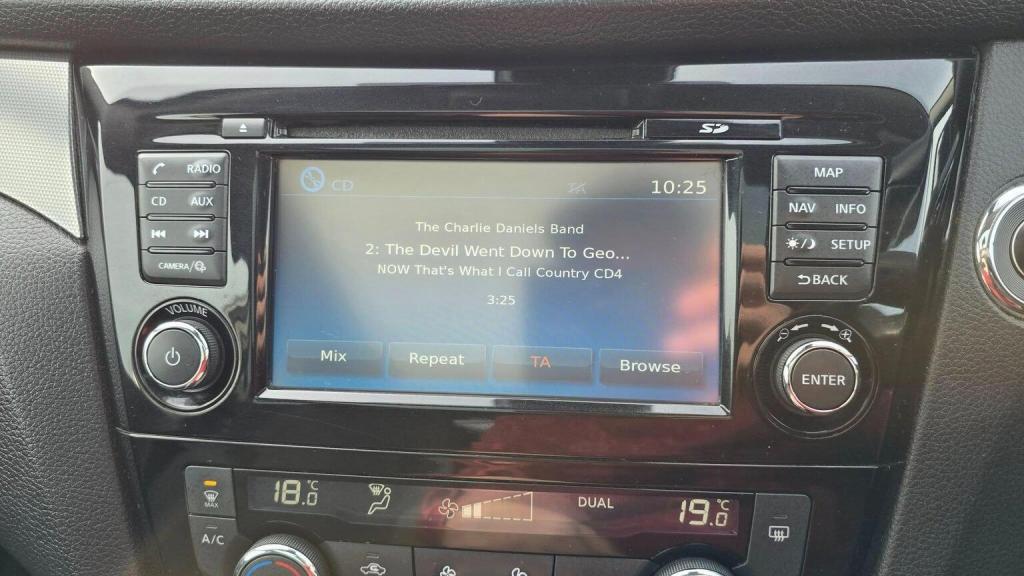 SD
RADIO
CD AUX
CAMERA/
VOLUME
CD 10:25
The Charlie Daniels Band
2: The Devil Went Down To Geo...
NOW That's What I Call Country CD4
3:25
Mix Repeat TA Browse
MAP
NAV INFO
SETUP
BACK
ENTER
MAX
A/C
18.0 °C
DUAL
19.0 °C